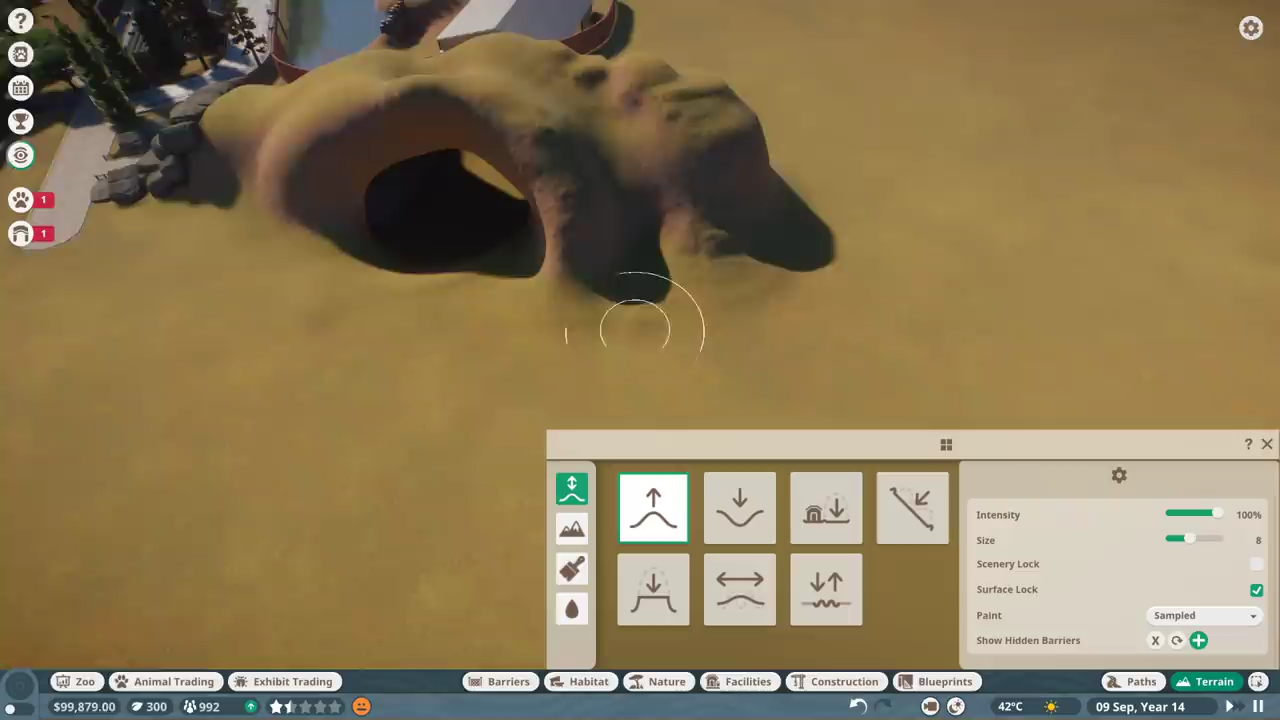 ?
1
1
? X
Intensity 100%
Size 8
Scenery Lock
Surface Lock
Paint Sampled
Show Hidden Barriers X
Zoo Animal Trading Exhibit Trading Barriers Habitat Nature Facilities Construction Blueprints Paths Terrain
$99,879.00 300 992 42°C 09 Sep, Year 14